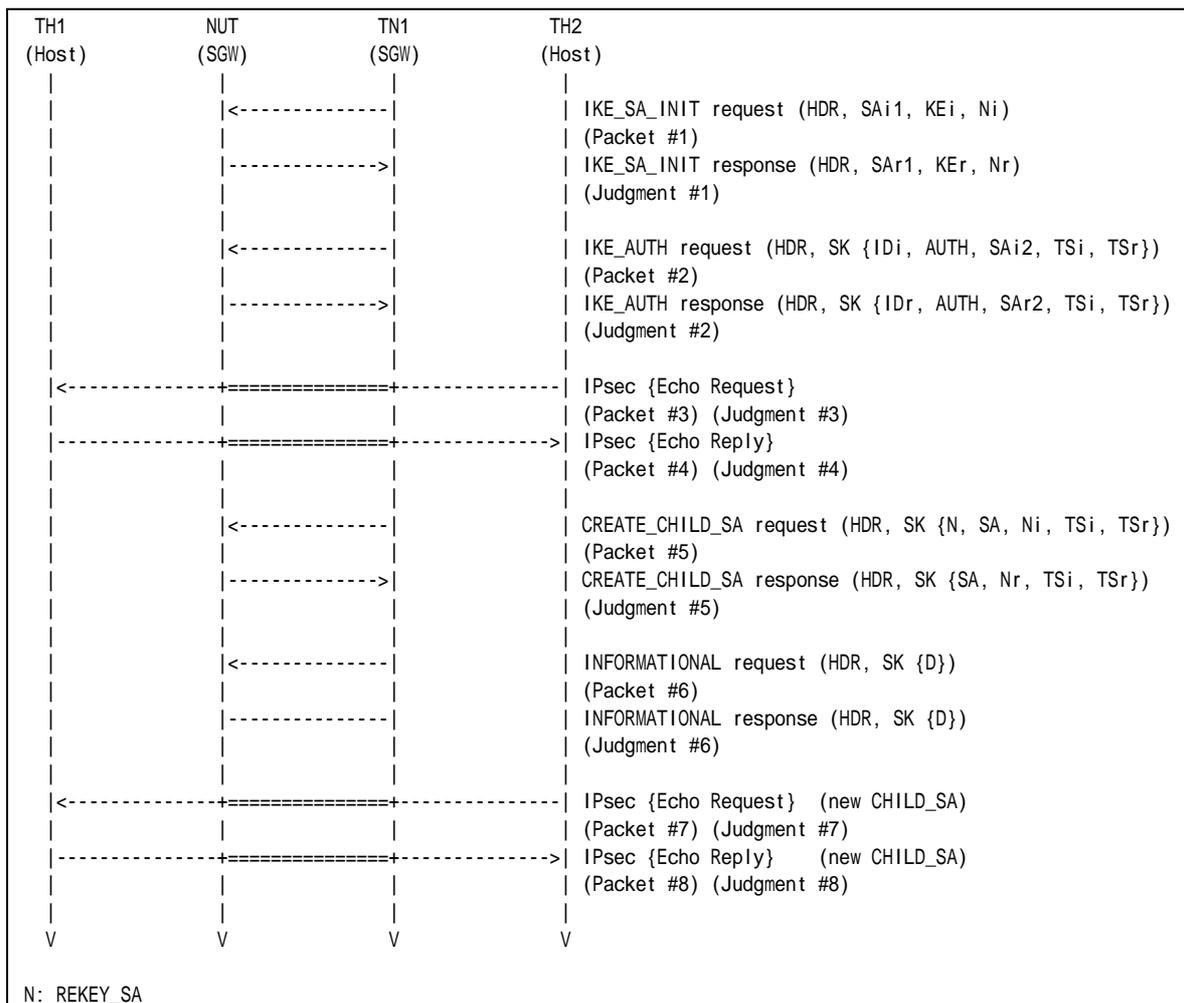 TH1 NUT TN1 TH2
(Host) (SGW) (SGW) (Host)
| | | |
| |<--------------| | IKE_SA_INIT request (HDR, SAi1, KEi, Ni)
| | | | (Packet #1)
| |-------------->| | IKE_SA_INIT response (HDR, SAr1, KEr, Nr)
| | | | (Judgment #1)
| | | |
| |<--------------| | IKE_AUTH request (HDR, SK {IDi, AUTH, SAi2, TSi, TSr})
| | | | (Packet #2)
| |-------------->| | IKE_AUTH response (HDR, SK {IDr, AUTH, SAr2, TSi, TSr})
| | | | (Judgment #2)
| | | |
|<--------------+===============+---------------| IPsec {Echo Request}
| | | | (Packet #3) (Judgment #3)
|---------------+===============+-------------->| IPsec {Echo Reply}
| | | | (Packet #4) (Judgment #4)
| | | |
| |<--------------| | CREATE_CHILD_SA request (HDR, SK {N, SA, Ni, TSi, TSr})
| | | | (Packet #5)
| |-------------->| | CREATE_CHILD_SA response (HDR, SK {SA, Nr, TSi, TSr})
| | | | (Judgment #5)
| | | |
| |<--------------| | INFORMATIONAL request (HDR, SK {D})
| | | | (Packet #6)
| |---------------| | INFORMATIONAL response (HDR, SK {D})
| | | | (Judgment #6)
| | | |
|<--------------+===============+---------------| IPsec {Echo Request} (new CHILD_SA)
| | | | (Packet #7) (Judgment #7)
|---------------+===============+-------------->| IPsec {Echo Reply} (new CHILD_SA)
| | | | (Packet #8) (Judgment #8)
| | | |
V V V V
N: REKEY_SA